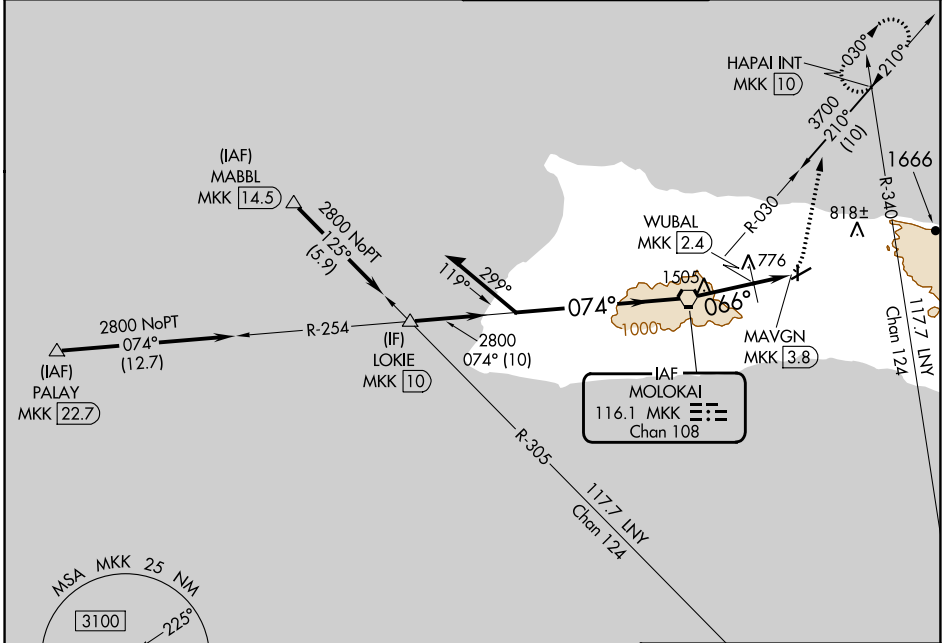 HAPAI INT
MKK 10
030°
210°
3700
210°
(10)
1666
(IAF)
MABBL
MKK 14.5
2800 NoPT
125°
(5.9)
R-030
R-340
818±
WUBAL
MKK 2.4
776
299°
119°
1505
074°
066°
1000
2800 NoPT
074°
(12.7)
R-254
(IAF)
PALAY
MKK 22.7
(IF)
LOKIE
MKK 10
2800
074° (10)
MAVGN
MKK 3.8
117.7 LNY
Chan 124
IAF
MOLOKAI
116.1 MKK
Chan 108
R-305
117.7 LNY
Chan 124
MSA MKK 25 NM
3100
225°